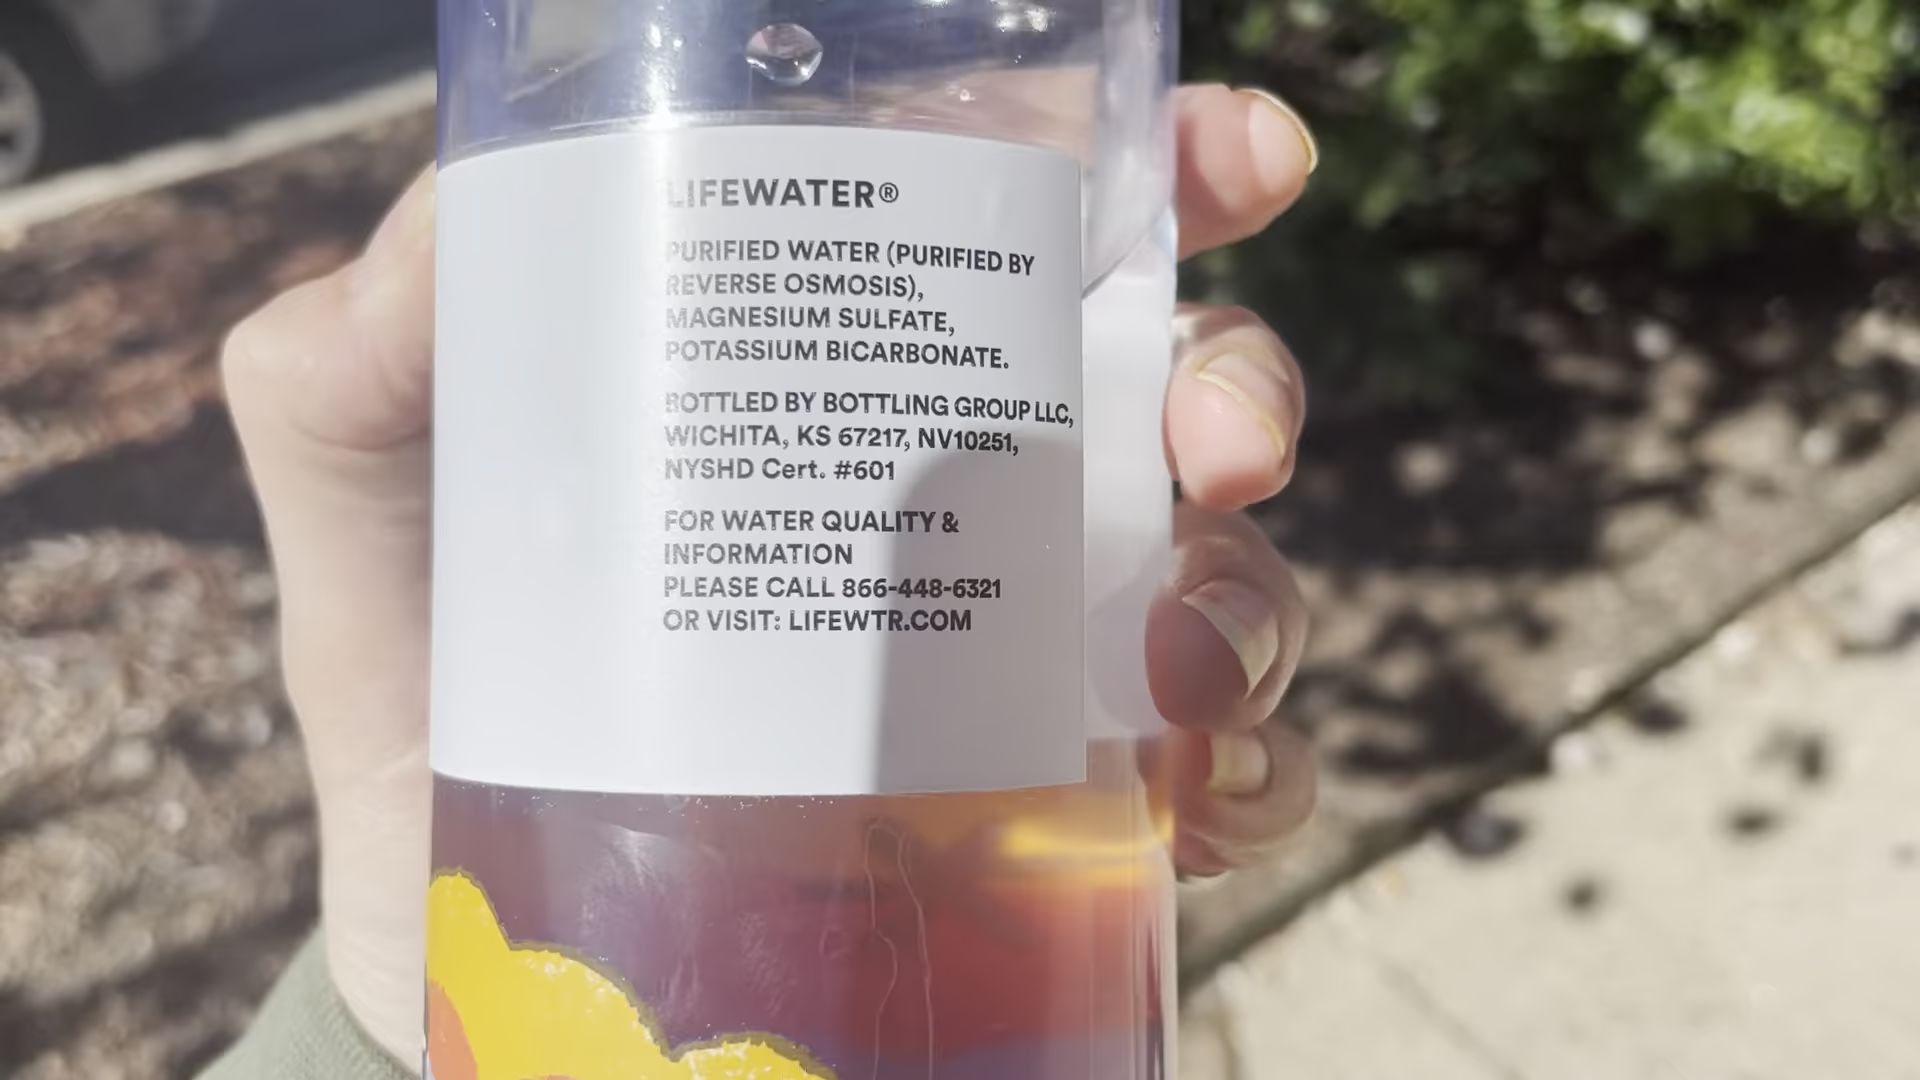 LIFEWATER®
PURIFIED WATER (PURIFIED BY
REVERSE OSMOSIS),
MAGNESIUM SULFATE,
POTASSIUM BICARBONATE.
BOTTLED BY BOTTLING GROUP LLC,
WICHITA, KS 67217, NV10251,
NYSHD Cert. #601
FOR WATER QUALITY &
INFORMATION
PLEASE CALL 866-448-6321
OR VISIT: LIFEWTR.COM